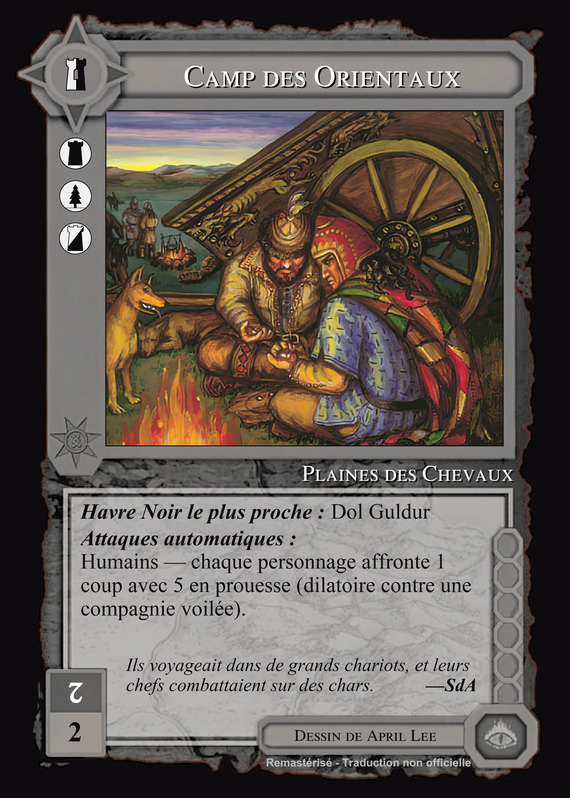 CAMP DES ORIENTAUX
PLAINES DES CHEVAUX
Havre Noir le plus proche : Dol Guldur
Attaques automatiques :
Humains — chaque personnage affronte 1
coup avec 5 en prouesse (dilatoire contre une
compagnie voilée).
Ils voyageait dans de grands chariots, et leurs
chefs combattaient sur des chars. —SdA
2
2
DESSIN DE APRIL LEE
Remastérisé - Traduction non officielle